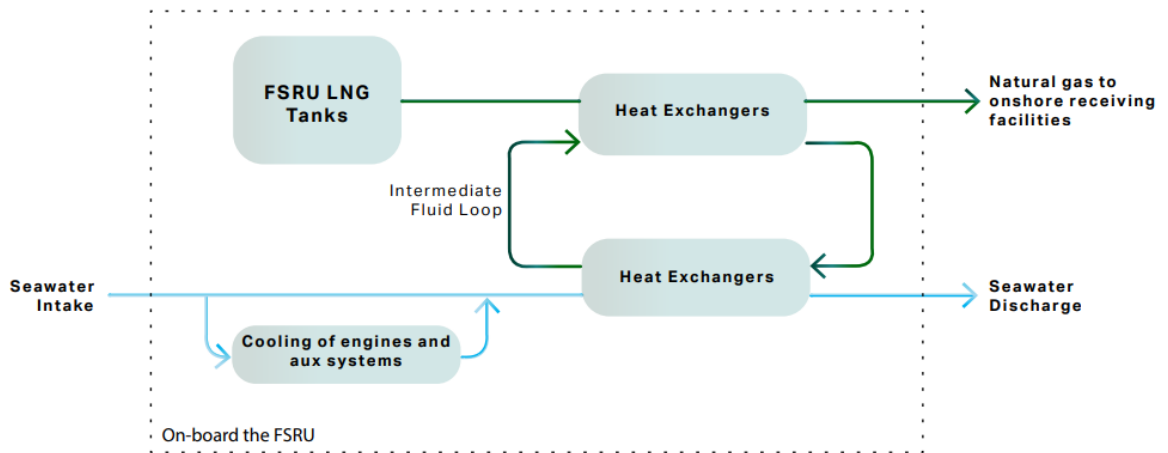 FSRU LNG
Tanks
Heat Exchangers
Natural gas to
onshore receiving
facilities
Intermediate
Fluid Loop
Heat Exchangers
Seawater
Intake
Seawater
Discharge
Cooling of engines and
aux systems
On-board the FSRU